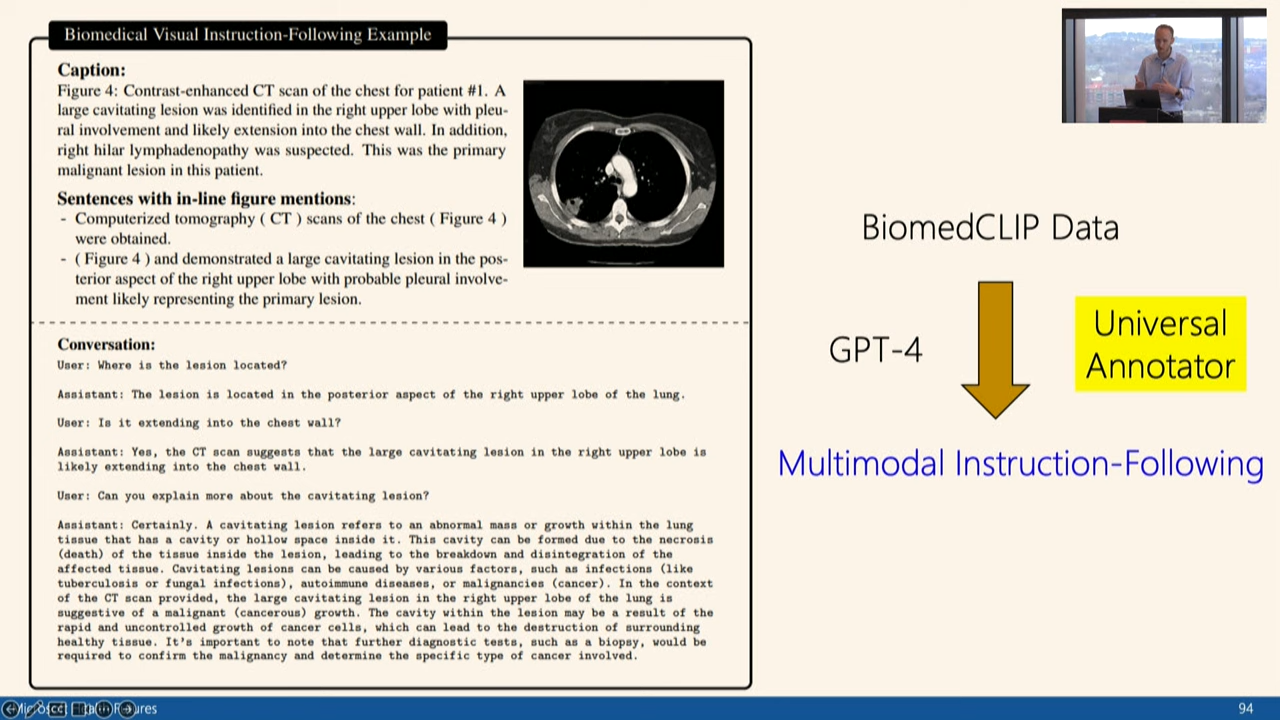 Biomedical Visual Instruction-Following Example
Caption:
Figure 4: Contrast-enhanced CT scan of the chest for patient #1. A
large cavitating lesion was identified in the right upper lobe with pleu-
ral involvement and likely extension into the chest wall. In addition,
right hilar lymphadenopathy was suspected. This was the primary
malignant lesion in this patient.
Sentences with in-line figure mentions:
- Computerized tomography ( CT ) scans of the chest ( Figure 4 )
were obtained.
- ( Figure 4 ) and demonstrated a large cavitating lesion in the pos-
terior aspect of the right upper lobe with probable pleural involve-
ment likely representing the primary lesion.
Conversation:
User: Where is the lesion located?
Assistant: The lesion is located in the posterior aspect of the right upper lobe of the lung.
User: Is it extending into the chest wall?
Assistant: Yes, the CT scan suggests that the large cavitating lesion in the right upper lobe is
likely extending into the chest wall.
User: Can you explain more about the cavitating lesion?
Assistant: Certainly. A cavitating lesion refers to an abnormal mass or growth within the lung
tissue that has a cavity or hollow space inside it. This cavity can be formed due to the necrosis
(death) of the tissue inside the lesion, leading to the breakdown and disintegration of the
affected tissue. Cavitating lesions can be caused by various factors, such as infections (like
tuberculosis or fungal infections), autoimmune diseases, or malignancies (cancer). In the context
of the CT scan provided, the large cavitating lesion in the right upper lobe of the lung is
suggestive of a malignant (cancerous) growth. The cavity within the lesion may be a result of the
rapid and uncontrolled growth of cancer cells, which can lead to the destruction of surrounding
healthy tissue. It's important to note that further diagnostic tests, such as a biopsy, would be
required to confirm the malignancy and determine the specific type of cancer involved.
BiomedCLIP Data
GPT-4
Universal
Annotator
Multimodal Instruction-Following
94